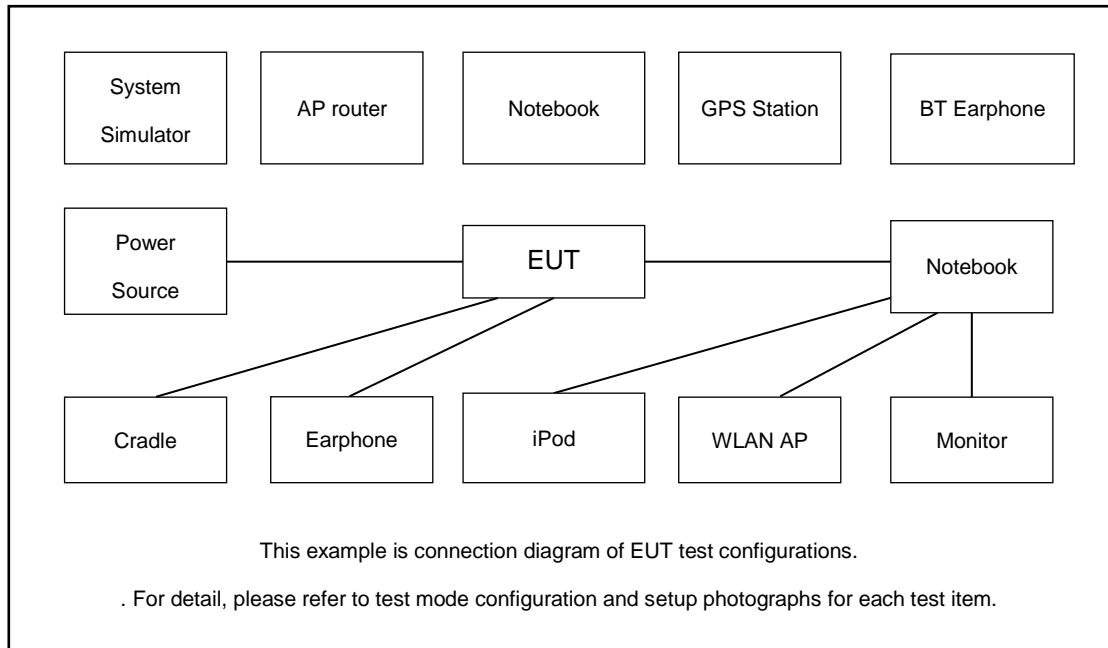 System
Simulator
AP router
Notebook
GPS Station
BT Earphone
Power
Source
EUT
Notebook
Cradle
Earphone
iPod
WLAN AP
Monitor
This example is connection diagram of EUT test configurations.
. For detail, please refer to test mode configuration and setup photographs for each test item.